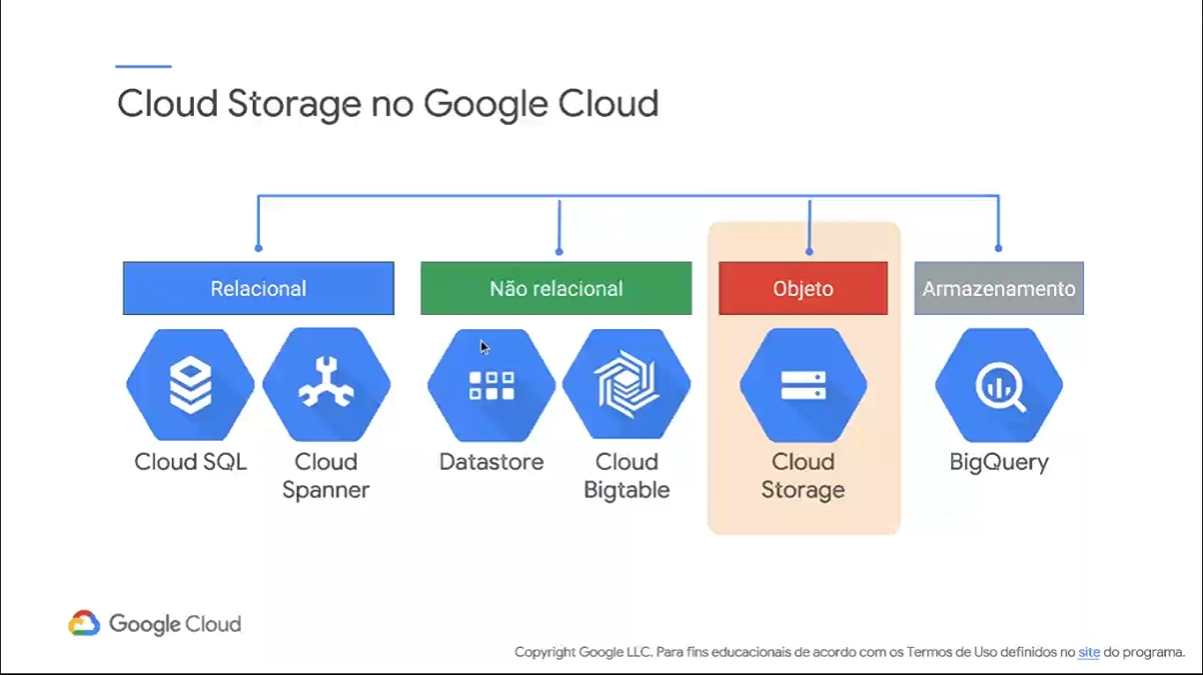 Cloud Storage no Google Cloud
Relacional
Não relacional
Objeto
Armazenamento
Cloud SQL
Cloud
Spanner
Datastore
Cloud
Bigtable
Cloud
Storage
BigQuery
Google Cloud
Copyright Google LLC. Para fins educacionais de acordo com os Termos de Uso definidos no site do programa.